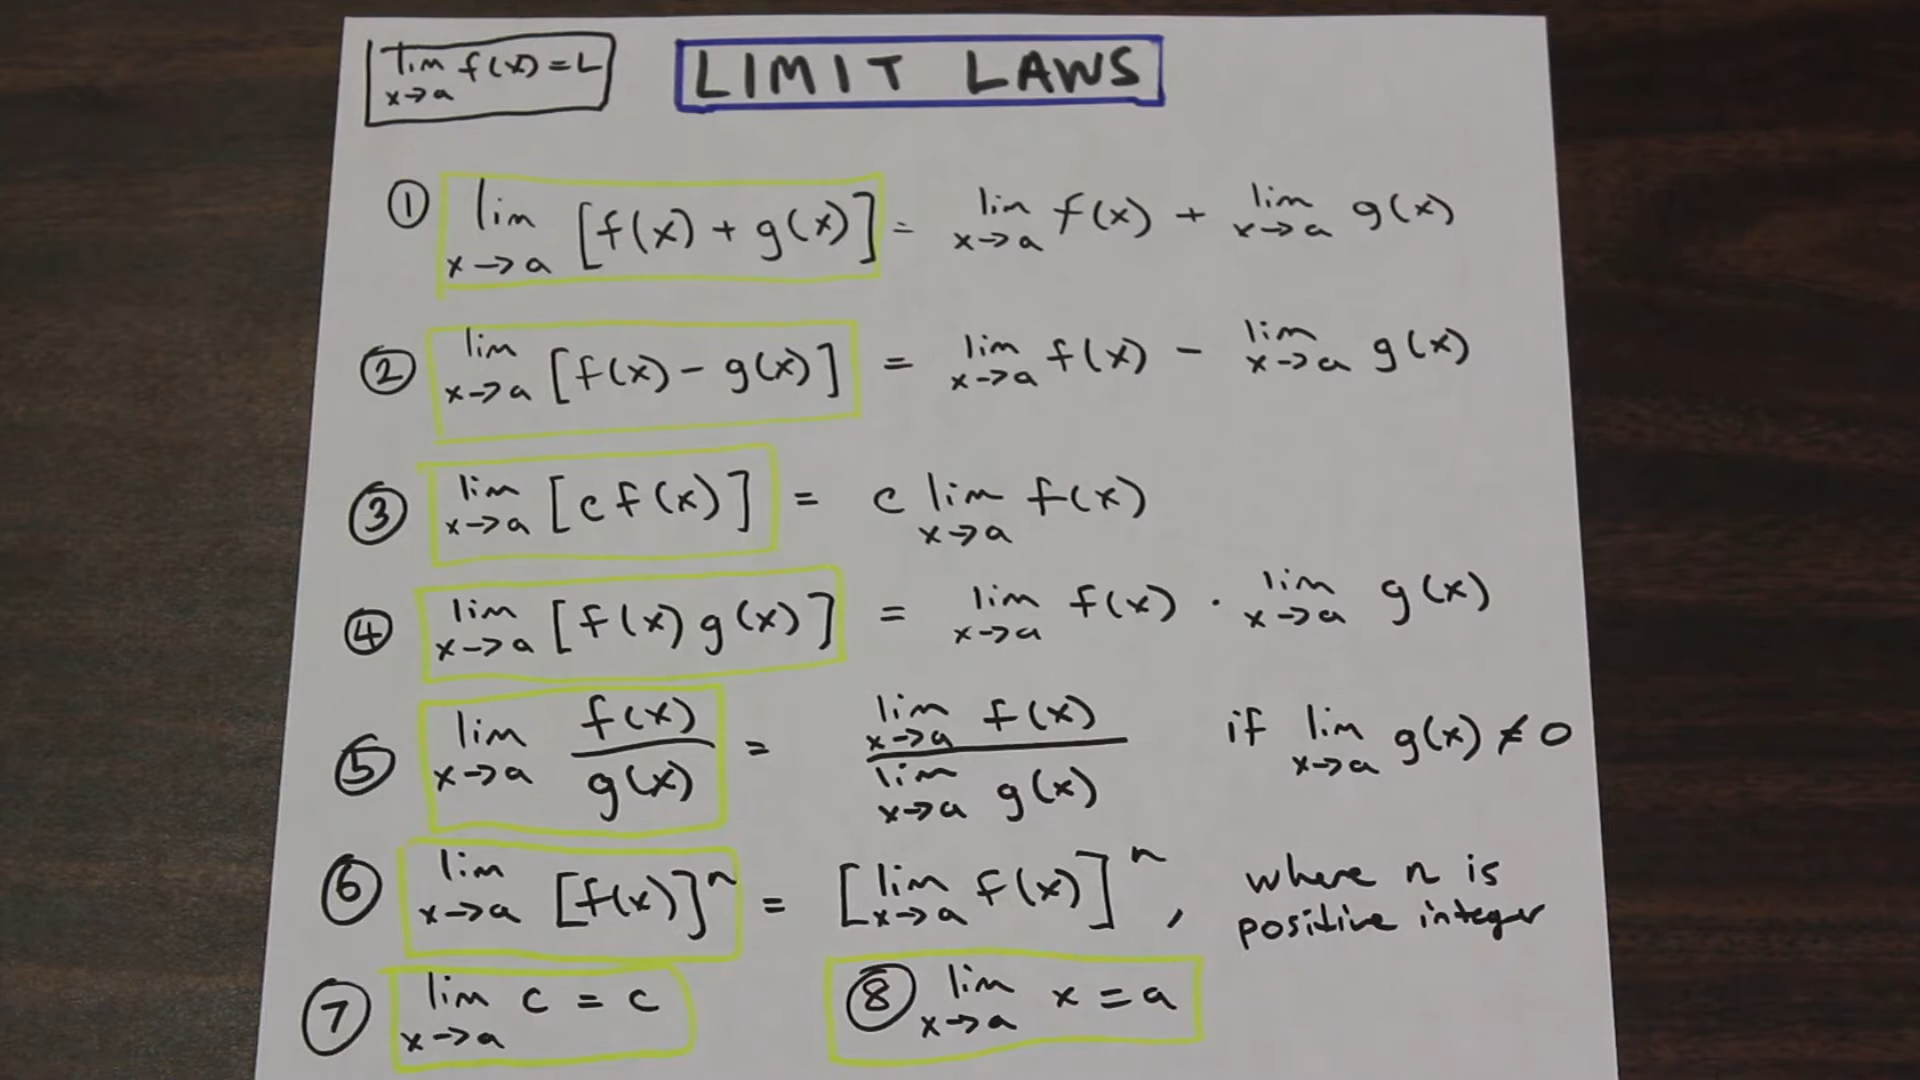 lim x→a f(x) = L
LIMIT LAWS
① lim x→a [f(x) + g(x)] = lim x→a f(x) + lim x→a g(x)
② lim x→a [f(x) - g(x)] = lim x→a f(x) - lim x→a g(x)
③ lim x→a [c f(x)] = c lim x→a f(x)
④ lim x→a [f(x) g(x)] = lim x→a f(x) · lim x→a g(x)
⑤ lim x→a f(x)/g(x) = lim x→a f(x) / lim x→a g(x) if lim x→a g(x) ≠ 0
⑥ lim x→a [f(x)]ⁿ = [lim x→a f(x)]ⁿ, where n is
positive integer
⑦ lim x→a c = c
⑧ lim x→a x = a